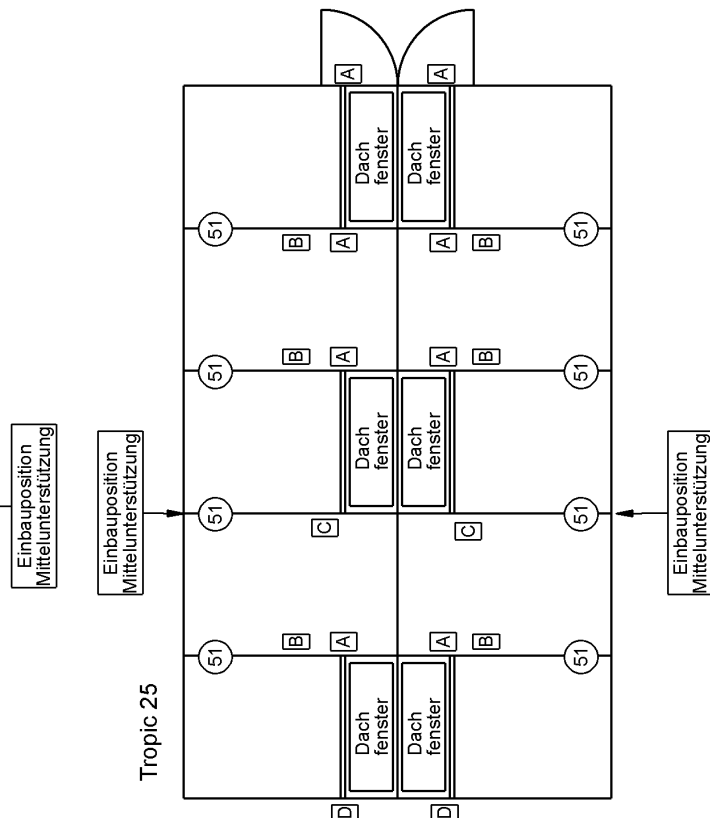 Einbauposition
Mittelunterstützung
Einbauposition
Mittelunterstützung
Tropic 25
51
51
51
51
B
B
B
C
D
A
A
A
A
Dach
fenster
Dach
fenster
Dach
fenster
Dach
fenster
Dach
fenster
Dach
fenster
D
A
A
A
A
C
B
B
B
51
51
51
51
Einbauposition
Mittelunterstützung